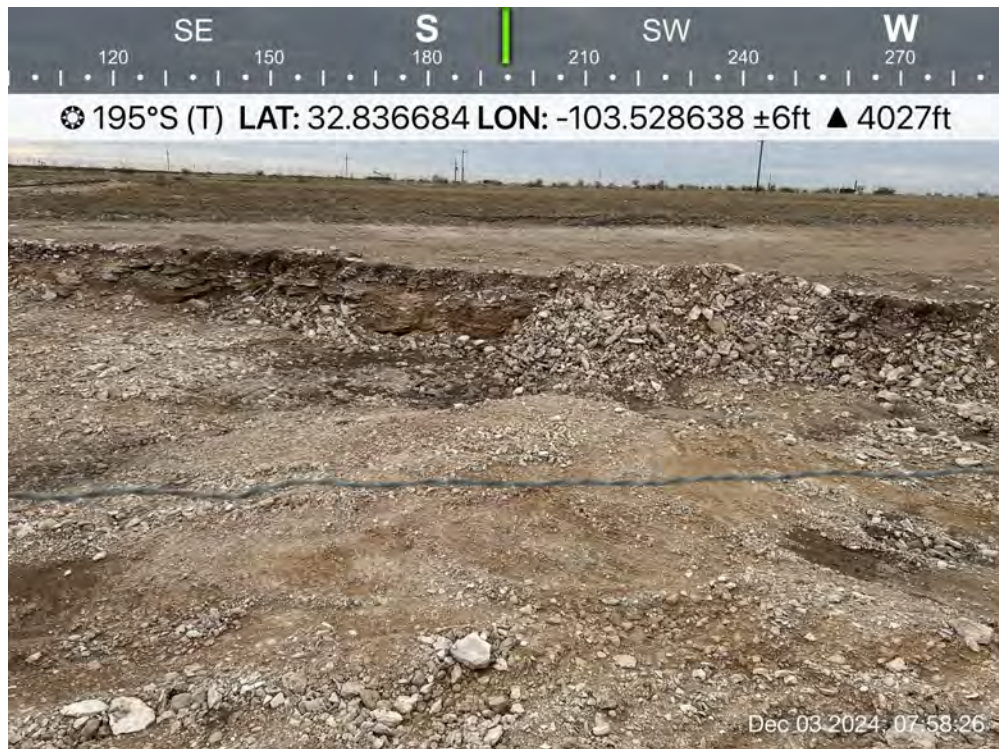 SE S SW W
120 150 180 210 240 270
195°S (T) LAT: 32.836684 LON: -103.528638 ±6ft ▲ 4027ft
Dec 03 2024, 07:58:26